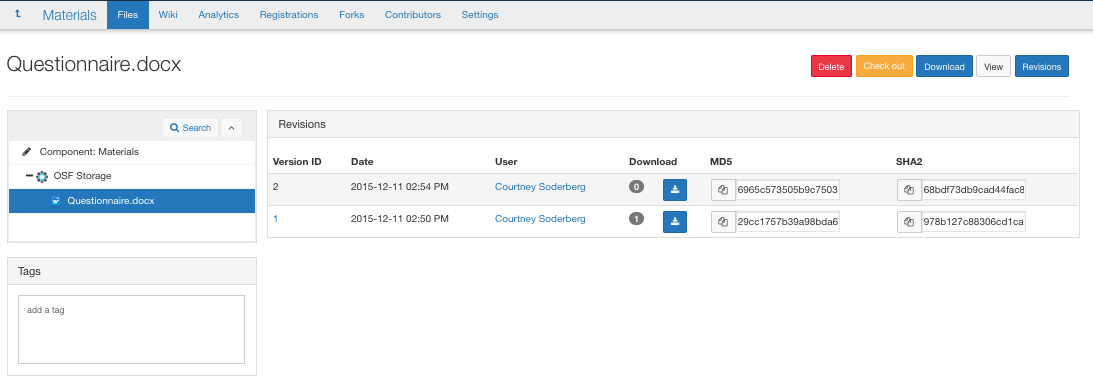 Materials Files Wiki Analytics Registrations Forks Contributors Settings
Questionnaire.docx
Delete Check out Download View Revisions
Search
Component: Materials
OSF Storage
Questionnaire.docx
Tags
add a tag
Revisions
Version ID Date User Download MD5 SHA2
2 2015-12-11 02:54 PM Courtney Soderberg 0 6965c573505b9c7503 68bdf73db9cad44fac8
1 2015-12-11 02:50 PM Courtney Soderberg 1 29cc1757b39a98bda6 978b127c88306cd1ca